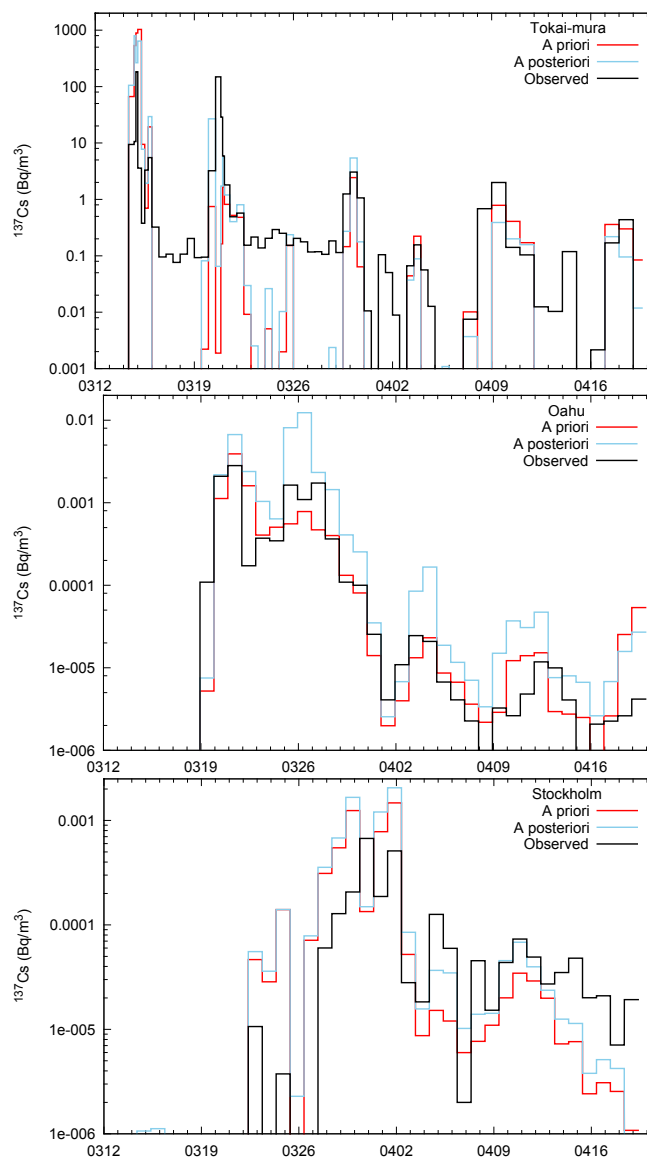 Tokai-mura
A priori
A posteriori
Observed
1000
100
10
1
0.1
0.01
0.001
¹³⁷Cs (Bq/m³)
0312 0319 0326 0402 0409 0416
Oahu
A priori
A posteriori
Observed
0.01
0.001
0.0001
1e-005
1e-006
¹³⁷Cs (Bq/m³)
0312 0319 0326 0402 0409 0416
Stockholm
A priori
A posteriori
Observed
0.001
0.0001
1e-005
1e-006
¹³⁷Cs (Bq/m³)
0312 0319 0326 0402 0409 0416